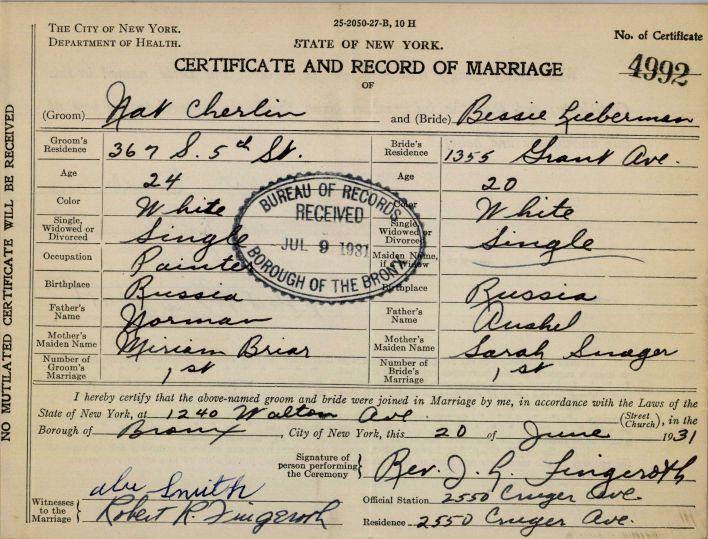 THE CITY OF NEW YORK.
DEPARTMENT OF HEALTH.
25-2050-27-B, 10 H
STATE OF NEW YORK.
No. of Certificate
4992
CERTIFICATE AND RECORD OF MARRIAGE
OF
(Groom) Nat Cherlin and (Bride) Bessie Lieberman
Groom's Residence 367 S. 5th St. Bride's Residence 1355 Grant Ave.
Age 24 Age 20
Color White Color White
Single, Widowed or Divorced Single Single, Widowed or Divorced Single
Occupation Painter Maiden Name, if a Widow
Birthplace Russia Birthplace Russia
Father's Name Norman Father's Name Anshel
Mother's Maiden Name Miriam Briar Mother's Maiden Name Sarah Snager
Number of Groom's Marriage 1st Number of Bride's Marriage 1st
BUREAU OF RECORDS
RECEIVED
JUL 9 1931
BOROUGH OF THE BRONX
I hereby certify that the above-named groom and bride were joined in Marriage by me, in accordance with the Laws of the
State of New York, at 1240 Walton Ave. (Street Church), in the
Borough of Bronx, City of New York, this 20 of June 1931
Signature of person performing the Ceremony Rev. J. G. Fingeroth
Witnesses to the Marriage
Abe Smith
Robert R. Fingeroth
Official Station 2550 Cruger Ave.
Residence 2550 Cruger Ave.
NO MUTILATED CERTIFICATE WILL BE RECEIVED